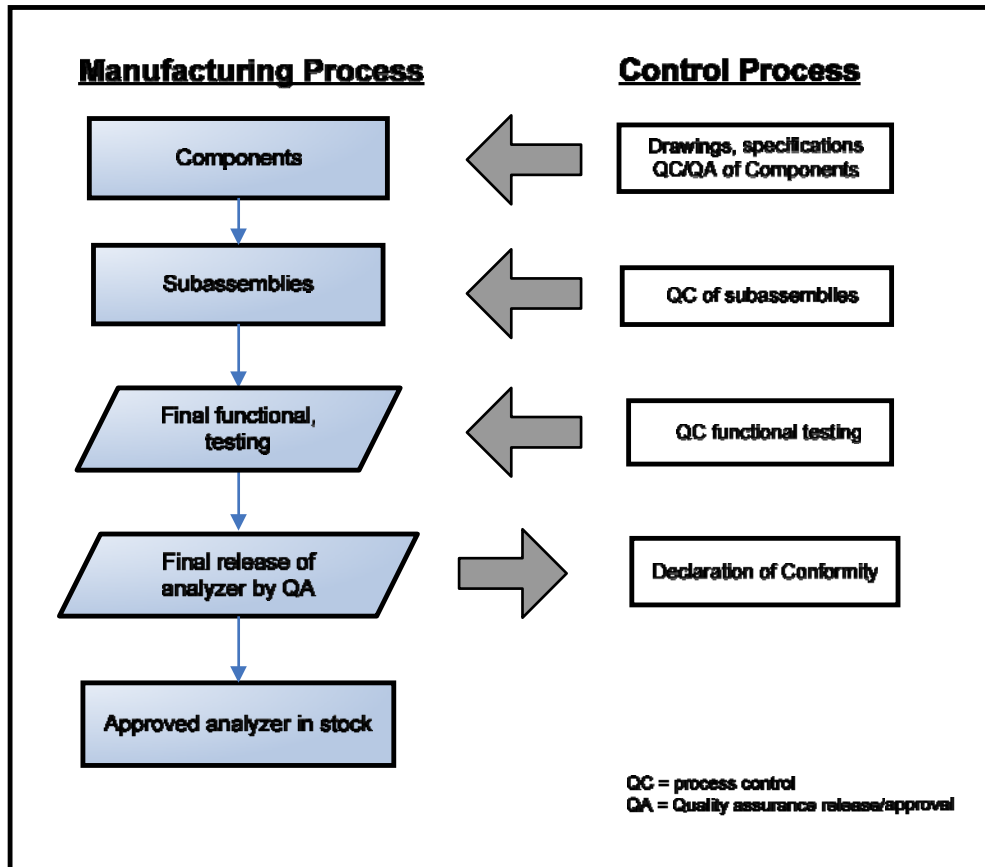 Manufacturing Process
Control Process
Components
Drawings, specifications
QC/QA of Components
Subassemblies
QC of subassemblies
Final functional,
testing
QC functional testing
Final release of
analyzer by QA
Declaration of Conformity
Approved analyzer in stock
QC = process control
QA = Quality assurance release/approval